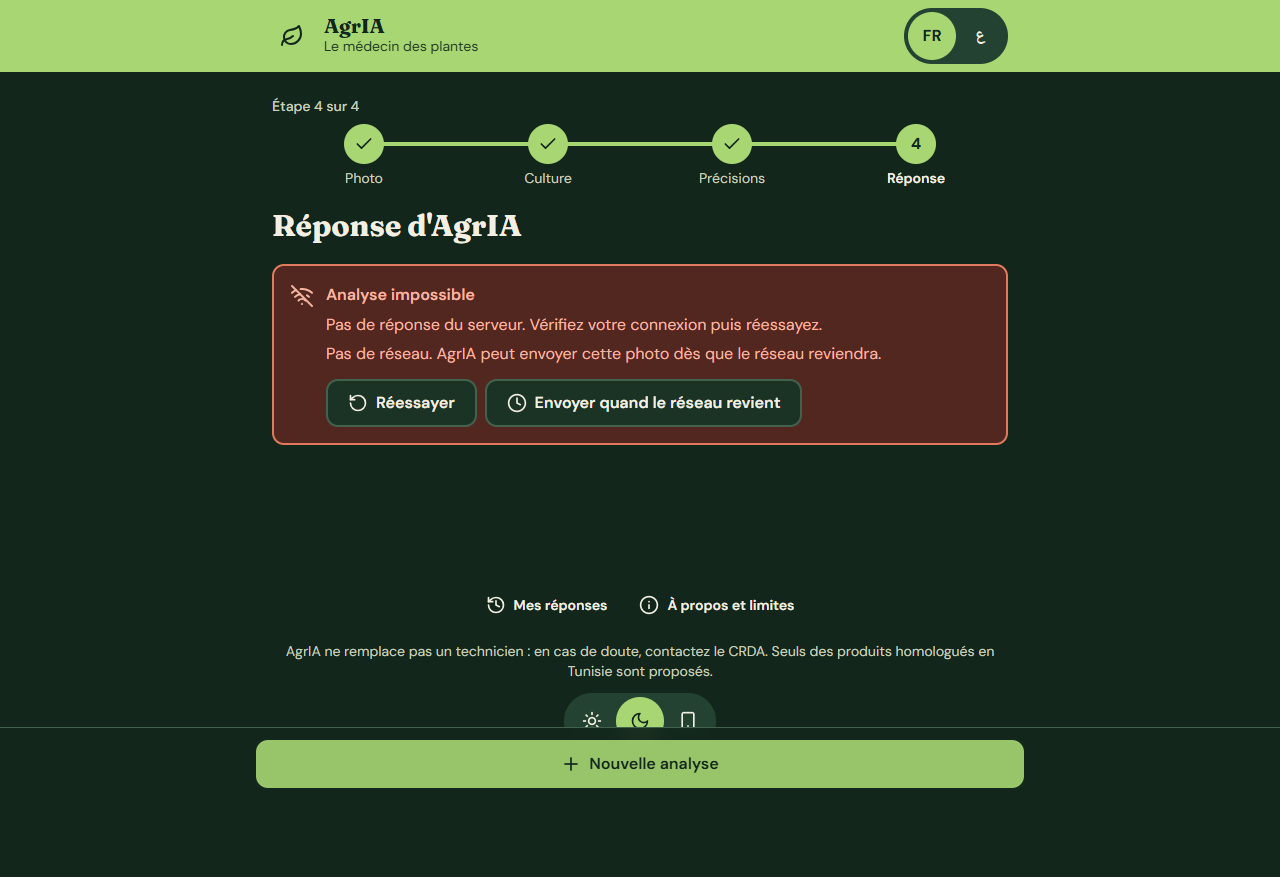 AgrIA
Le médecin des plantes
FR
ع
Étape 4 sur 4
4
Photo
Culture
Précisions
Réponse
Réponse d'AgrIA
Analyse impossible
Pas de réponse du serveur. Vérifiez votre connexion puis réessayez.
Pas de réseau. AgrIA peut envoyer cette photo dès que le réseau reviendra.
Réessayer
Envoyer quand le réseau revient
Mes réponses
À propos et limites
AgrIA ne remplace pas un technicien : en cas de doute, contactez le CRDA. Seuls des produits homologués en
Tunisie sont proposés.
Nouvelle analyse